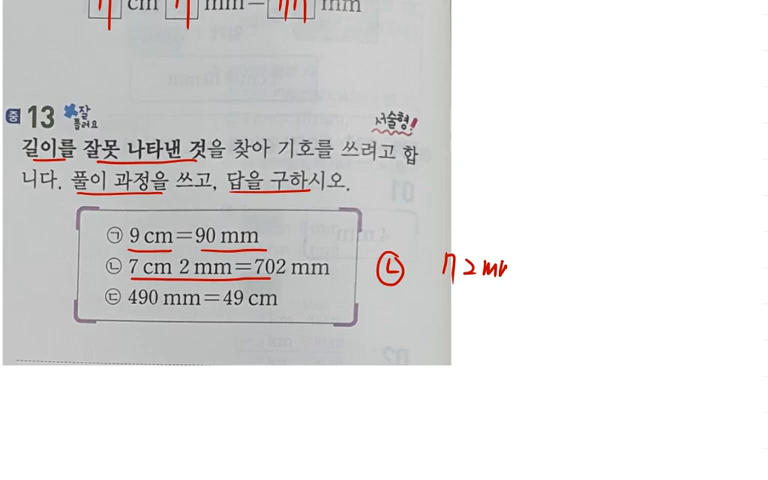 7 cm 7 mm = 77 mm
중 13 잘 틀려요 서술형!
길이를 잘못 나타낸 것을 찾아 기호를 쓰려고 합
니다. 풀이 과정을 쓰고, 답을 구하시오.
㉠ 9 cm=90 mm
㉡ 7 cm 2 mm=702 mm ㉡ 72 mm
㉢ 490 mm=49 cm